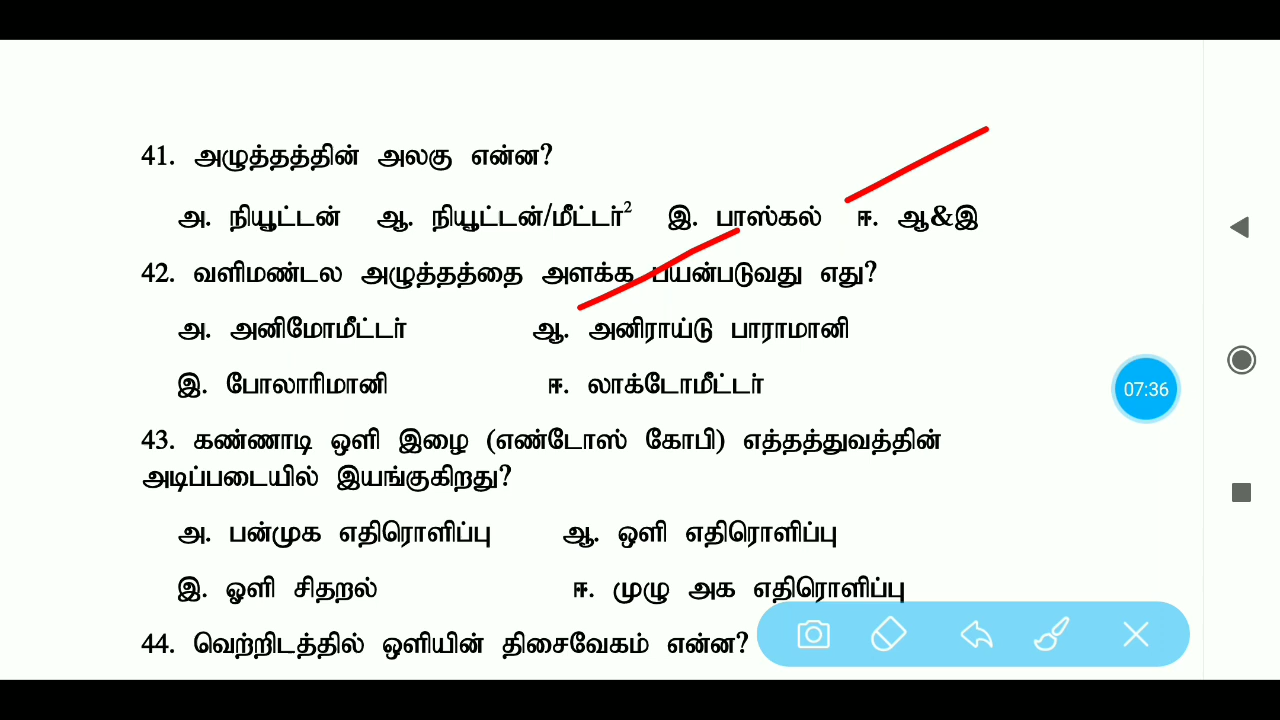 41. அழுத்தத்தின் அலகு என்ன?
அ. நியூட்டன் ஆ. நியூட்டன்/மீட்டர்² இ. பாஸ்கல் ஈ. ஆ&இ
42. வளிமண்டல அழுத்தத்தை அளக்க பயன்படுவது எது?
அ. அனிமோமீட்டர் ஆ. அனிராய்டு பாராமானி
இ. போலாரிமானி ஈ. லாக்டோமீட்டர்
07:36
43. கண்ணாடி ஒளி இழை (எண்டோஸ் கோபி) எத்தத்துவத்தின்
அடிப்படையில் இயங்குகிறது?
அ. பன்முக எதிரொளிப்பு ஆ. ஒளி எதிரொளிப்பு
இ. ஓளி சிதறல் ஈ. முழு அக எதிரொளிப்பு
44. வெற்றிடத்தில் ஒளியின் திசைவேகம் என்ன?